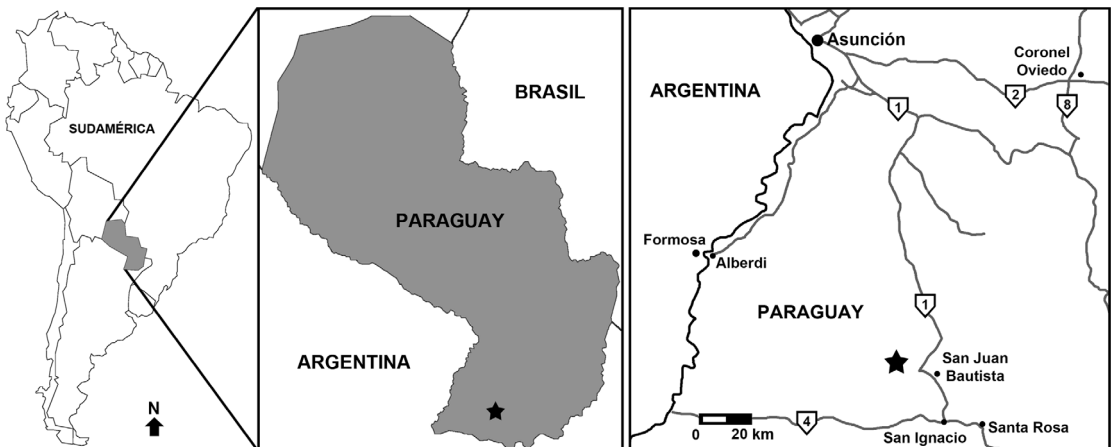 SUDAMÉRICA
N
BRASIL
PARAGUAY
ARGENTINA
Asunción
Coronel
Oviedo
ARGENTINA
2
1
8
Formosa
Alberdi
1
PARAGUAY
San Juan
Bautista
4
0 20 km
San Ignacio
Santa Rosa